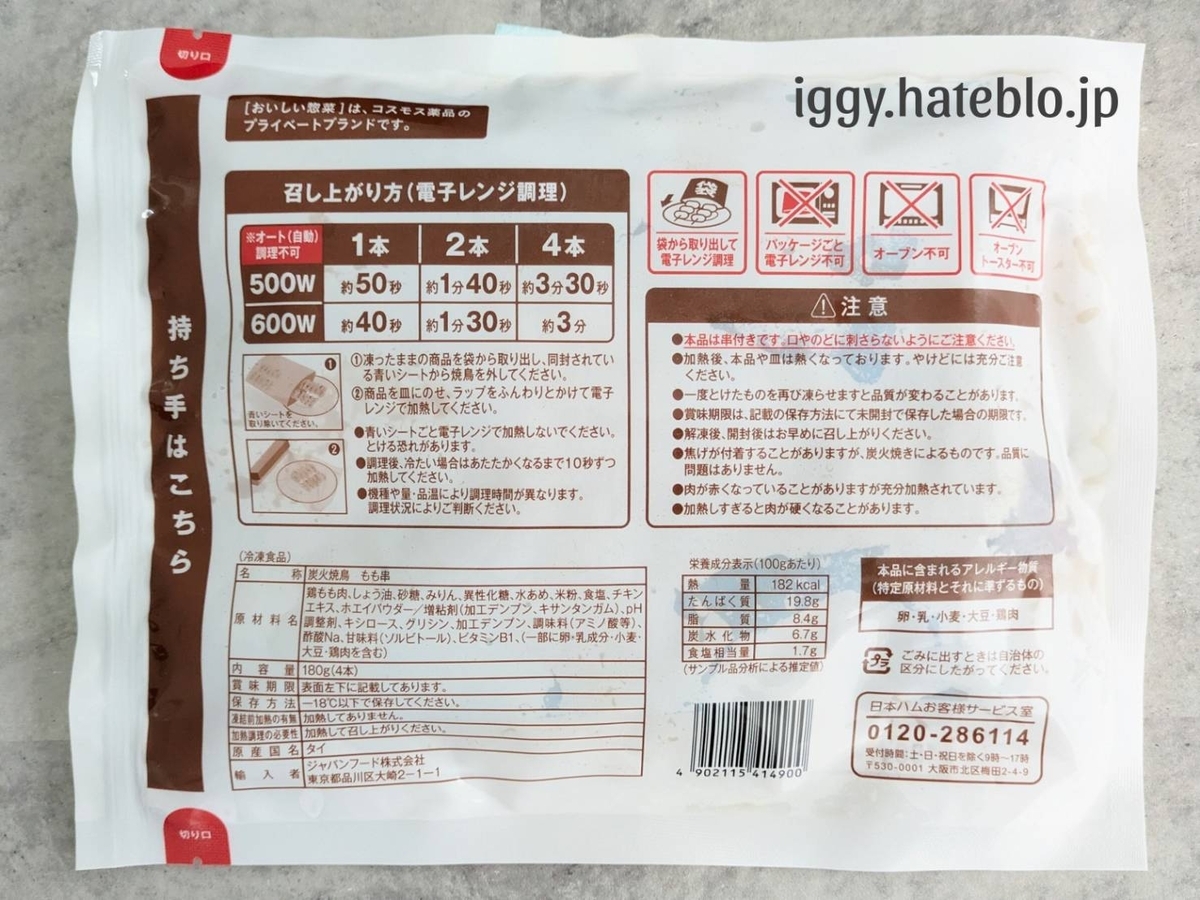 切り口
iggy.hateblo.jp
[おいしい惣菜]は、コスモス薬品の
プライベートブランドです。
持ち手はこちら
召し上がり方(電子レンジ調理)
※オート(自動)
調理不可
1本 2本 4本
500W 約50秒 約1分40秒 約3分30秒
600W 約40秒 約1分30秒 約3分
①
青いシートを
取り除いてください。
②
①凍ったままの商品を袋から取り出し、同封されてい
る青いシートから焼鳥を外してください。
②商品を皿にのせ、ラップをふんわりとかけて電子
レンジで加熱してください。
●青いシートごと電子レンジで加熱しないでください。
とける恐れがあります。
●調理後、冷たい場合はあたたかくなるまで10秒ずつ
加熱してください。
●機種や量・品温により調理時間が異なります。
調理状況によりご判断ください。
袋
袋から取り出して
電子レンジ調理
パッケージごと
電子レンジ不可
オーブン不可
オーブン
トースター不可
注意
●本品は串付きです。口やのどに刺さらないようにご注意ください。
●加熱後、本品や皿は熱くなっております。やけどには充分ご注意
ください。
●一度とけたものを再び凍らせますと品質が変わることがあります。
●賞味期限は、記載の保存方法にて未開封で保存した場合の期限です。
●解凍後、開封後はお早めに召し上がりください。
●焦げが付着することがありますが、炭火焼きによるものです。品質に
問題はありません。
●肉が赤くなっていることがありますが充分加熱されています。
●加熱しすぎると肉が硬くなることがあります。
(冷凍食品)
名称 炭火焼鳥 もも串
原材料名 鶏もも肉、しょう油、砂糖、みりん、異性化糖、水あめ、米粉、食塩、チキン
エキス、ホエイパウダー/増粘剤(加工デンプン、キサンタンガム)、pH
調整剤、キシロース、グリシン、加工デンプン、調味料(アミノ酸等)、
酢酸Na、甘味料(ソルビトール)、ビタミンB1、(一部に卵・乳成分・小麦・
大豆・鶏肉を含む)
内容量 180g(4本)
賞味期限 表面左下に記載してあります。
保存方法 −18℃以下で保存してください。
凍結前加熱の有無 加熱してありません。
加熱調理の必要性 加熱して召し上がりください。
原産国名 タイ
輸入者 ジャパンフード株式会社
東京都品川区大崎2−1−1
栄養成分表示(100gあたり)
熱量 182kcal
たんぱく質 19.8g
脂質 8.4g
炭水化物 6.7g
食塩相当量 1.7g
(サンプル品分析による推定値)
4 902115 414900
本品に含まれるアレルギー物質
(特定原材料とそれに準ずるもの)
卵・乳・小麦・大豆・鶏肉
プラ
ごみに出すときは自治体の
区分にしたがってください。
日本ハムお客様サービス室
0120-286114
受付時間:土・日・祝日を除く9時〜17時
〒530-0001 大阪市北区梅田2-4-9
切り口